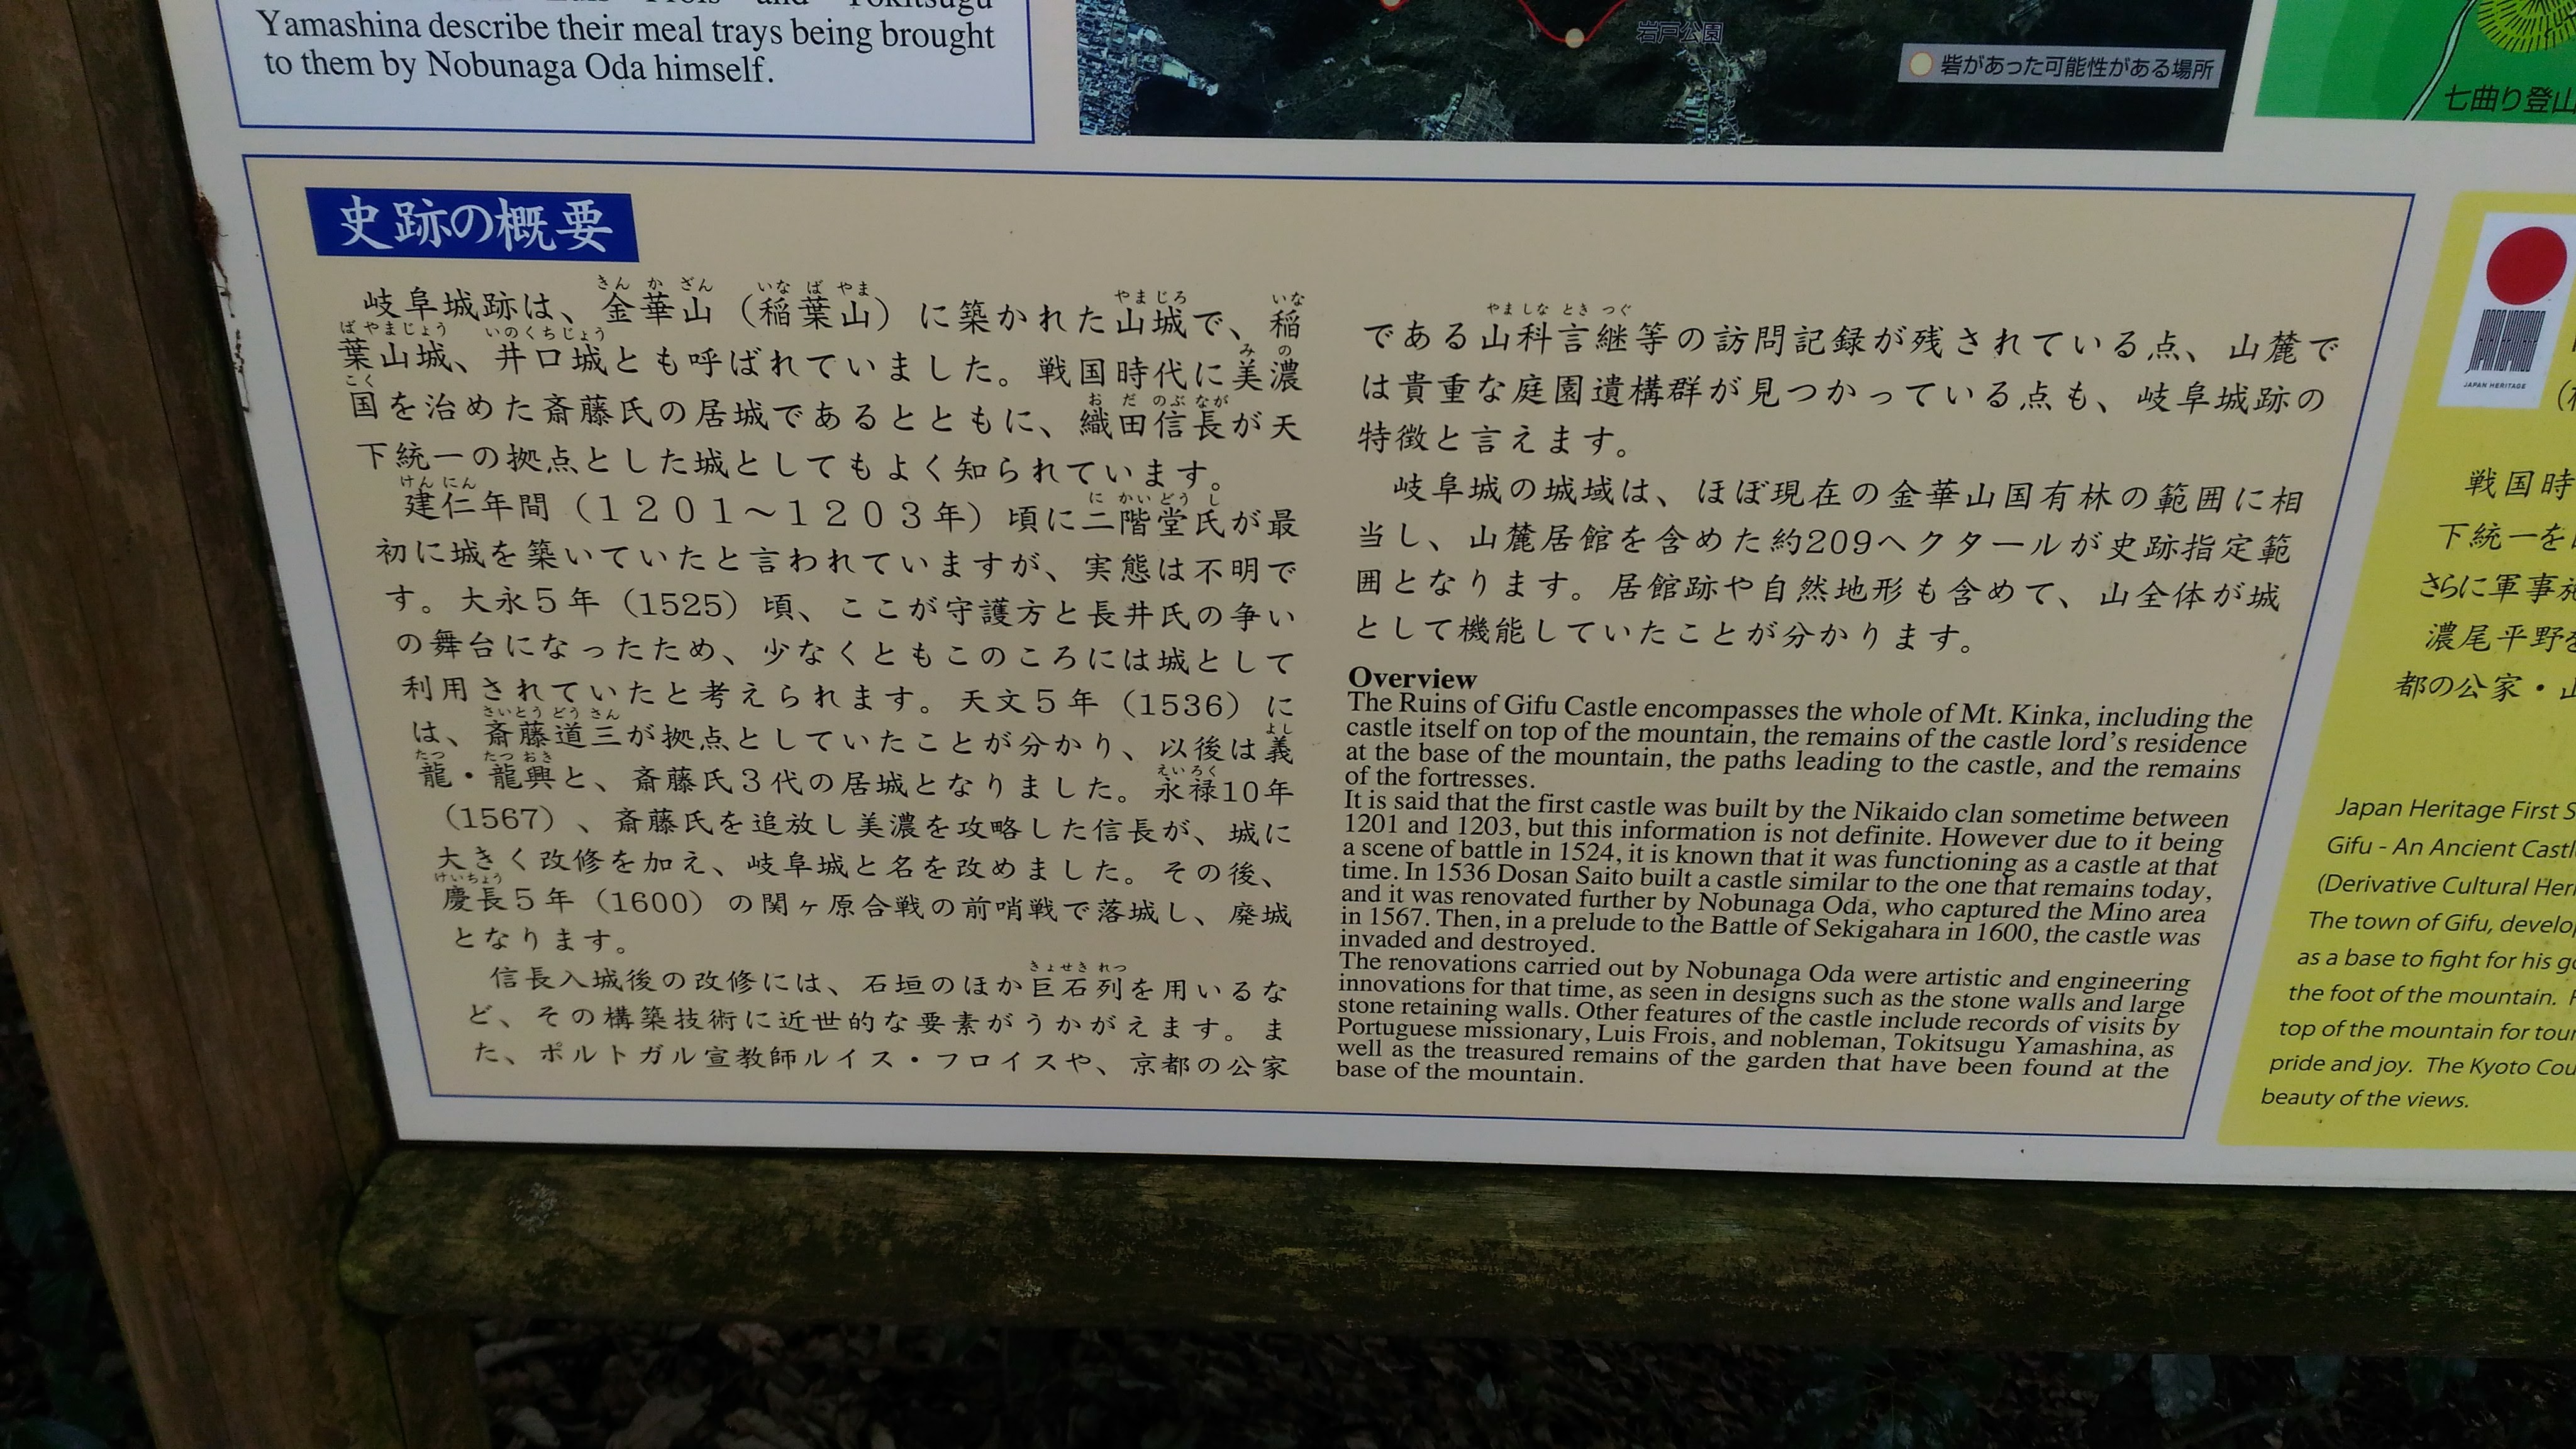 Yamashina describe their meal trays being brought
to them by Nobunaga Oda himself.
岩戸公園
砦があった可能性がある場所
七曲り登山
史跡の概要
岐阜城跡は、金華山（稲葉山）に築かれた山城で、稲
葉山城、井口城とも呼ばれていました。戦国時代に美濃
国を治めた斎藤氏の居城であるとともに、織田信長が天
下統一の拠点とした城としてもよく知られています。
建仁年間（１２０１～１２０３年）頃に二階堂氏が最
初に城を築いていたと言われていますが、実態は不明で
す。大永５年（1525）頃、ここが守護方と長井氏の争い
の舞台になったため、少なくともこのころには城として
利用されていたと考えられます。天文５年（1536）に
は、斎藤道三が拠点としていたことが分かり、以後は義
龍・龍興と、斎藤氏３代の居城となりました。永禄10年
（1567）、斎藤氏を追放し美濃を攻略した信長が、城に
大きく改修を加え、岐阜城と名を改めました。その後、
慶長５年（1600）の関ヶ原合戦の前哨戦で落城し、廃城
となります。
信長入城後の改修には、石垣のほか巨石列を用いるな
ど、その構築技術に近世的な要素がうかがえます。ま
た、ポルトガル宣教師ルイス・フロイスや、京都の公家
である山科言継等の訪問記録が残されている点、山麓で
は貴重な庭園遺構群が見つかっている点も、岐阜城跡の
特徴と言えます。
岐阜城の城域は、ほぼ現在の金華山国有林の範囲に相
当し、山麓居館を含めた約209ヘクタールが史跡指定範
囲となります。居館跡や自然地形も含めて、山全体が城
として機能していたことが分かります。
Overview
The Ruins of Gifu Castle encompasses the whole of Mt. Kinka, including the
castle itself on top of the mountain, the remains of the castle lord's residence
at the base of the mountain, the paths leading to the castle, and the remains
of the fortresses.
It is said that the first castle was built by the Nikaido clan sometime between
1201 and 1203, but this information is not definite. However due to it being
a scene of battle in 1524, it is known that it was functioning as a castle at that
time. In 1536 Dosan Saito built a castle similar to the one that remains today,
and it was renovated further by Nobunaga Oda, who captured the Mino area
in 1567. Then, in a prelude to the Battle of Sekigahara in 1600, the castle was
invaded and destroyed.
The renovations carried out by Nobunaga Oda were artistic and engineering
innovations for that time, as seen in designs such as the stone walls and large
stone retaining walls. Other features of the castle include records of visits by
Portuguese missionary, Luis Frois, and nobleman, Tokitsugu Yamashina, as
well as the treasured remains of the garden that have been found at the
base of the mountain.
JAPAN HERITAGE
戦国時
下統一を
さらに軍事施
濃尾平野を
都の公家・山
Japan Heritage First S
Gifu - An Ancient Castl
(Derivative Cultural Her
The town of Gifu, develop
as a base to fight for his go
the foot of the mountain.
top of the mountain for tour
pride and joy. The Kyoto Cou
beauty of the views.